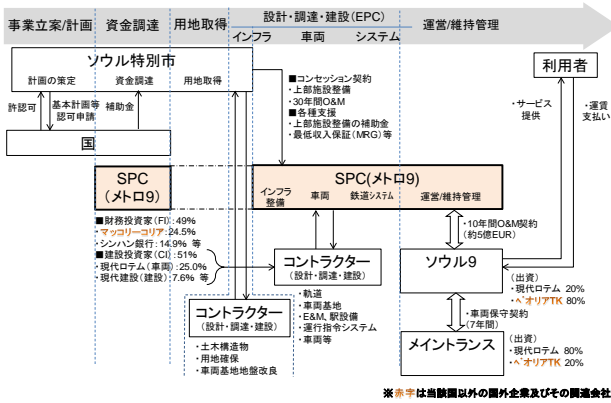 事業立案/計画
資金調達
用地取得
設計・調達・建設(EPC)
インフラ
車両
システム
運営/維持管理
ソウル特別市
計画の策定
資金調達
用地取得
許認可
基本計画等
認可申請
補助金
国
■コンセッション契約
・上部施設整備
・30年間O&M
■各種支援
・上部施設整備の補助金
・最低収入保証(MRG)等
利用者
・サービス
提供
・運賃
支払い
SPC
(メトロ9)
SPC(メトロ9)
インフラ
整備
車両
鉄道システム
運営/維持管理
■財務投資家(FI):49%
・マッコリーコリア:24.5%
・シンハン銀行:14.9% 等
■建設投資家(CI):51%
・現代ロテム(車両):25.0%
・現代建設(建設):7.6% 等
コントラクター
(設計・調達・建設)
・軌道
・車両基地
・E&M、駅設備
・運行指令システム
・車両等
コントラクター
(設計・調達・建設)
・土木構造物
・用地確保
・車両基地地盤改良
・10年間O&M契約
(約5億EUR)
ソウル9
(出資)
・現代ロテム 20%
・ベオリアTK 80%
・車両保守契約
(7年間)
メイントランス
(出資)
・現代ロテム 80%
・ベオリアTK 20%
※赤字は当該国以外の国外企業及びその関連会社